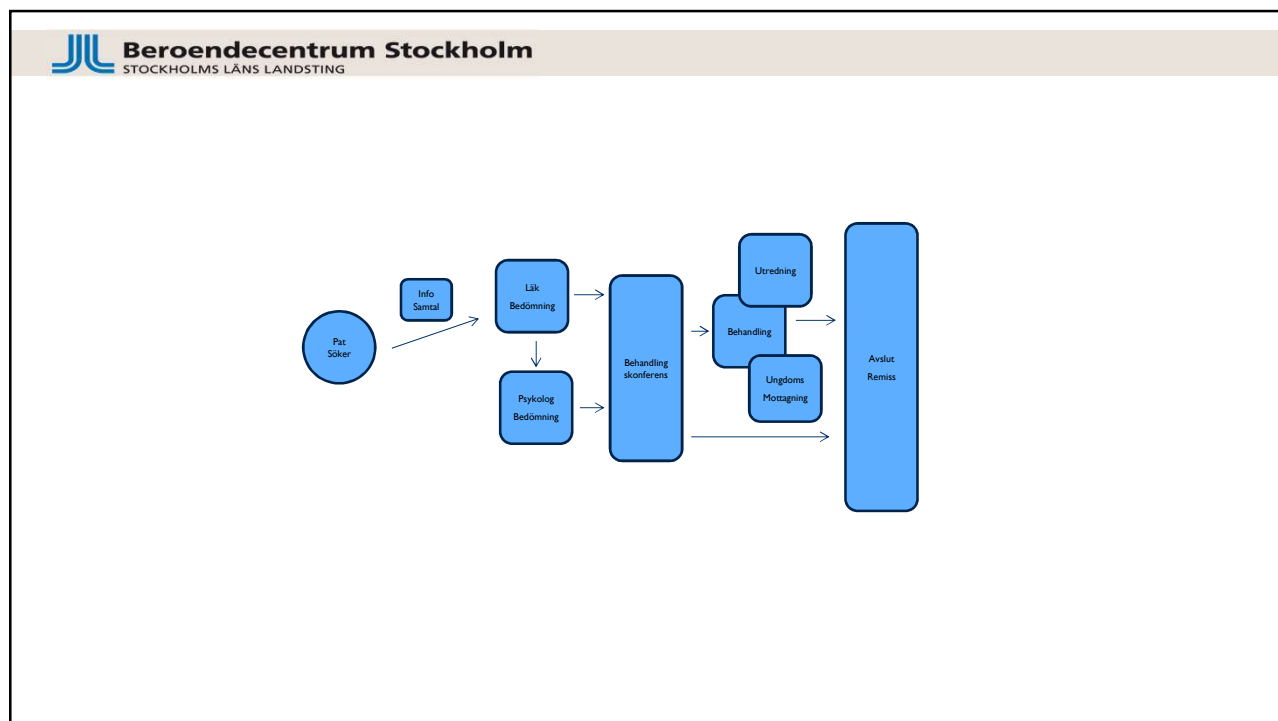 Beroendecentrum Stockholm
STOCKHOLMS LÄNS LANDSTING
Pat
Söker
Info
Samtal
Läk
Bedömning
Psykolog
Bedömning
Behandling
skonferens
Utredning
Behandling
Ungdoms
Mottagning
Avslut
Remiss